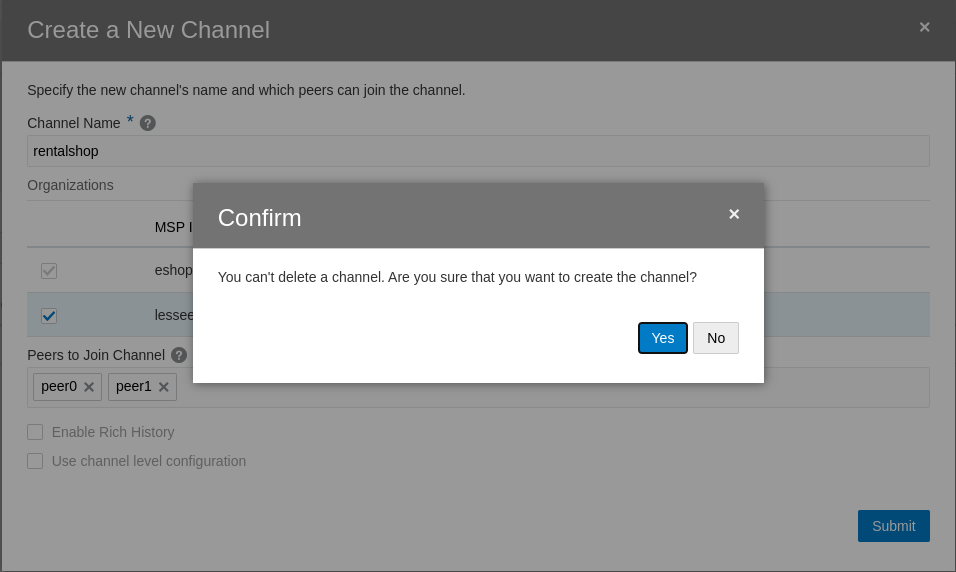 Create a New Channel
×
Specify the new channel's name and which peers can join the channel.
Channel Name * ?
rentalshop
Organizations
MSP I
eshop
lessee
Confirm
×
You can't delete a channel. Are you sure that you want to create the channel?
Yes No
Peers to Join Channel ?
peer0 × peer1 ×
Enable Rich History
Use channel level configuration
Submit